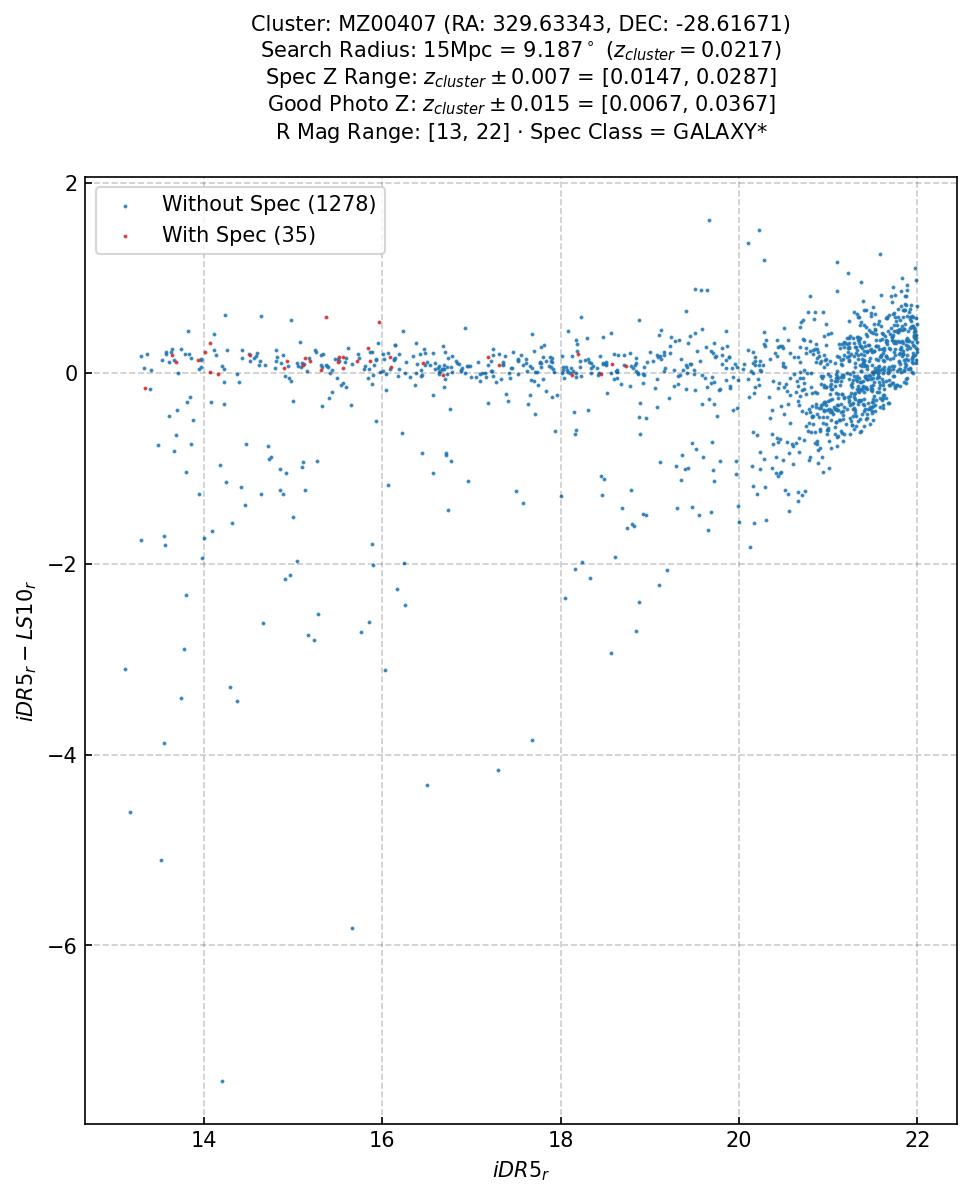 Cluster: MZ00407 (RA: 329.63343, DEC: -28.61671)
Search Radius: 15Mpc = 9.187° (z_cluster = 0.0217)
Spec Z Range: z_cluster ± 0.007 = [0.0147, 0.0287]
Good Photo Z: z_cluster ± 0.015 = [0.0067, 0.0367]
R Mag Range: [13, 22] · Spec Class = GALAXY*
Without Spec (1278)
With Spec (35)
2
0
−2
−4
−6
iDR5_r − LS10_r
14 16 18 20 22
iDR5_r